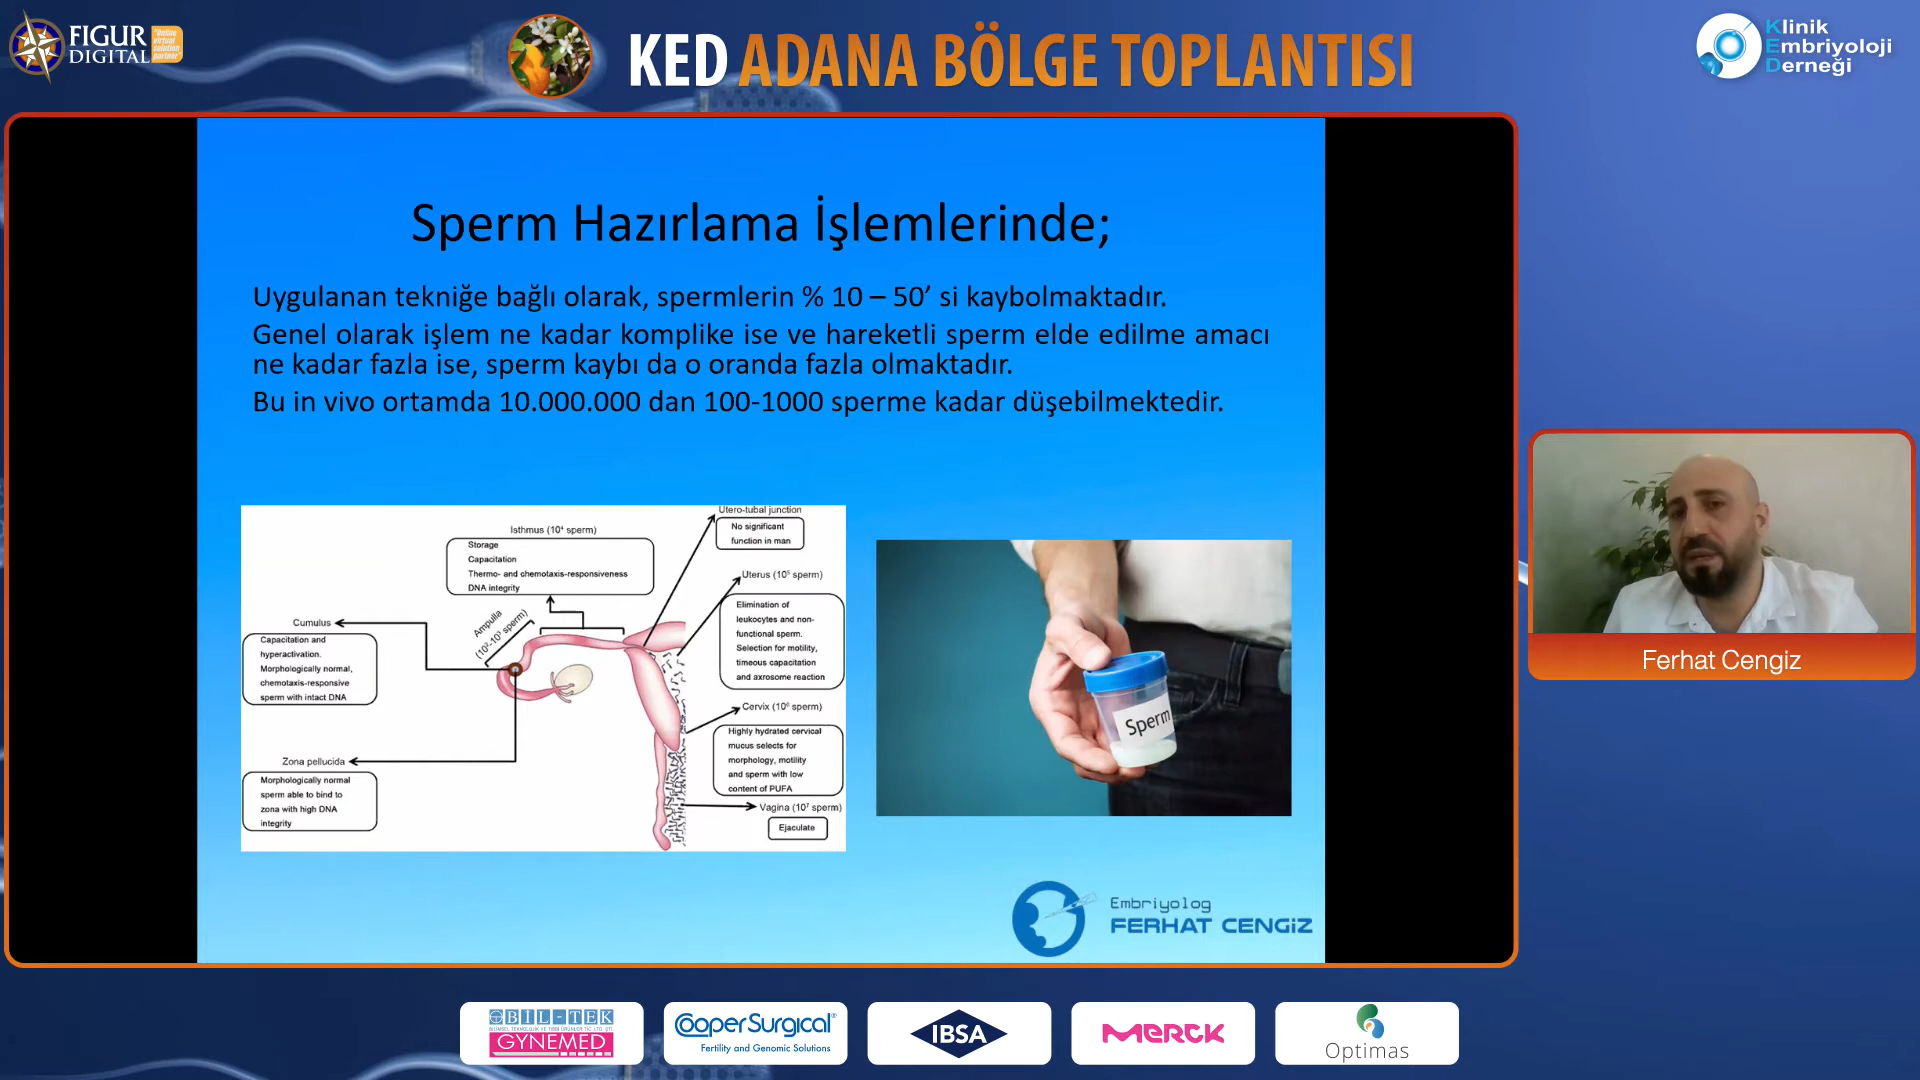 FIGUR
DIGITAL
"Online
virtual
solution
partner"
KED ADANA BÖLGE TOPLANTISI
Klinik
Embriyoloji
Derneği
Sperm Hazırlama İşlemlerinde;
Uygulanan tekniğe bağlı olarak, spermlerin % 10 – 50’ si kaybolmaktadır.
Genel olarak işlem ne kadar komplike ise ve hareketli sperm elde edilme amacı
ne kadar fazla ise, sperm kaybı da o oranda fazla olmaktadır.
Bu in vivo ortamda 10.000.000 dan 100-1000 sperme kadar düşebilmektedir.
Utero-tubal junction
No significant
function in man
Isthmus (10⁴ sperm)
Storage
Capacitation
Thermo- and chemotaxis-responsiveness
DNA integrity
Uterus (10⁵ sperm)
Elimination of
leukocytes and non-
functional sperm.
Selection for motility,
timeous capacitation
and axrosome reaction
Ampulla
(10²-10³ sperm)
Cumulus
Capacitation and
hyperactivation.
Morphologically normal,
chemotaxis-responsive
sperm with intact DNA
Cervix (10⁶ sperm)
Highly hydrated cervical
mucus selects for
morphology, motility
and sperm with low
content of PUFA
Zona pellucida
Morphologically normal
sperm able to bind to
zona with high DNA
integrity
Vagina (10⁷ sperm)
Ejaculate
Sperm
Embriyolog
FERHAT CENGİZ
Ferhat Cengiz
BİL-TEK
GYNEMED
CooperSurgical®
Fertility and Genomic Solutions
IBSA
MERCK
Optimas